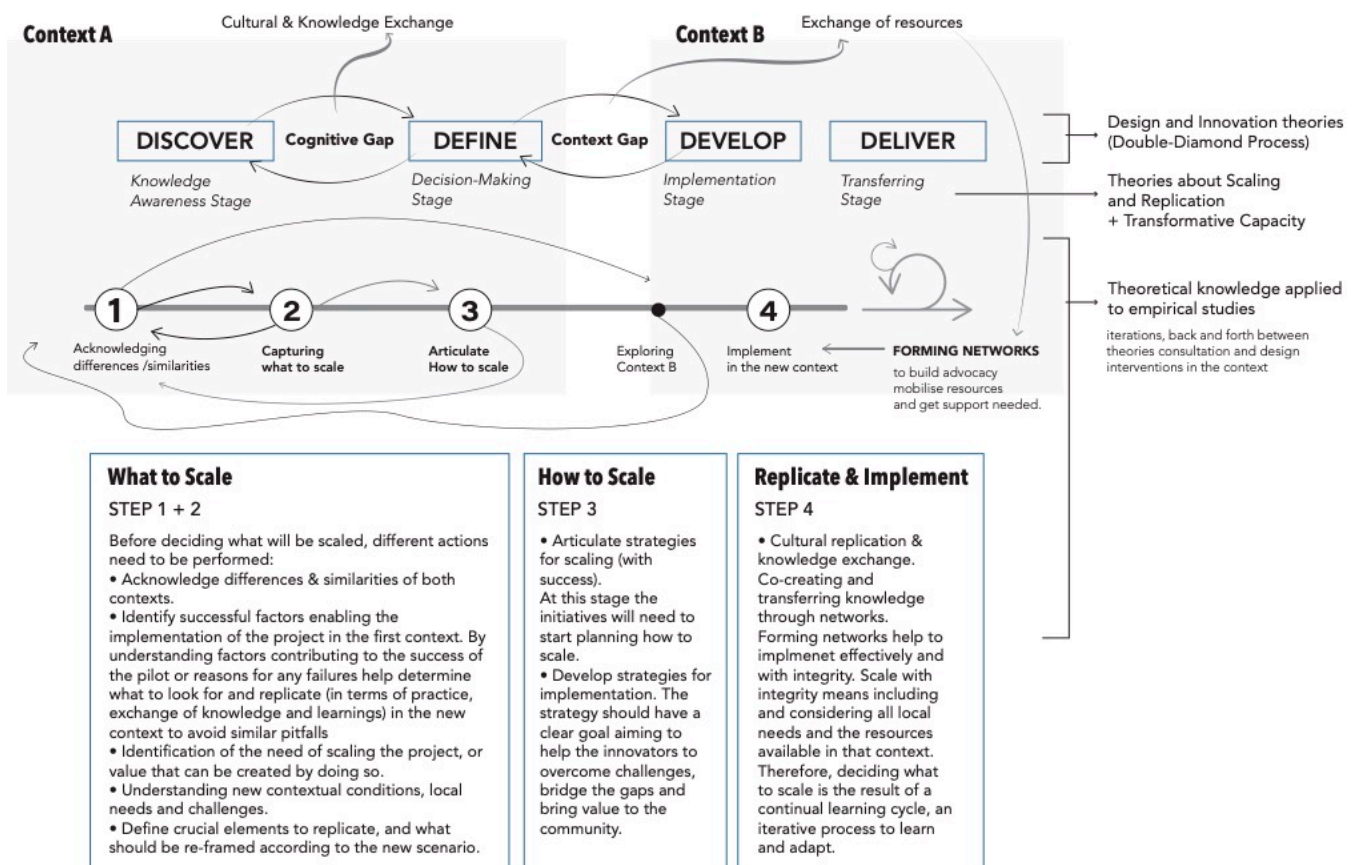 Context A
Cultural & Knowledge Exchange
Context B
Exchange of resources
DISCOVER
Cognitive Gap
DEFINE
Context Gap
DEVELOP
DELIVER
Knowledge
Awareness Stage
Decision-Making
Stage
Implementation
Stage
Transferring
Stage
Design and Innovation theories
(Double-Diamond Process)
Theories about Scaling
and Replication
+ Transformative Capacity
1
2
3
4
Acknowledging
differences /similarities
Capturing
what to scale
Articulate
How to scale
Exploring
Context B
Implement
in the new context
FORMING NETWORKS
to build advocacy
mobilise resources
and get support needed.
Theoretical knowledge applied
to empirical studies
iterations, back and forth between
theories consultation and design
interventions in the context
What to Scale
STEP 1 + 2
Before deciding what will be scaled, different actions
need to be performed:
• Acknowledge differences & similarities of both
contexts.
• Identify successful factors enabling the
implementation of the project in the first context. By
understanding factors contributing to the success of
the pilot or reasons for any failures help determine
what to look for and replicate (in terms of practice,
exchange of knowledge and learnings) in the new
context to avoid similar pitfalls
• Identification of the need of scaling the project, or
value that can be created by doing so.
• Understanding new contextual conditions, local
needs and challenges.
• Define crucial elements to replicate, and what
should be re-framed according to the new scenario.
How to Scale
STEP 3
• Articulate strategies
for scaling (with
success).
At this stage the
initiatives will need to
start planning how to
scale.
• Develop strategies for
implementation. The
strategy should have a
clear goal aiming to
help the innovators to
overcome challenges,
bridge the gaps and
bring value to the
community.
Replicate & Implement
STEP 4
• Cultural replication &
knowledge exchange.
Co-creating and
transferring knowledge
through networks.
Forming networks help to
implmenet effectively and
with integrity. Scale with
integrity means including
and considering all local
needs and the resources
available in that context.
Therefore, deciding what
to scale is the result of a
continual learning cycle, an
iterative process to learn
and adapt.